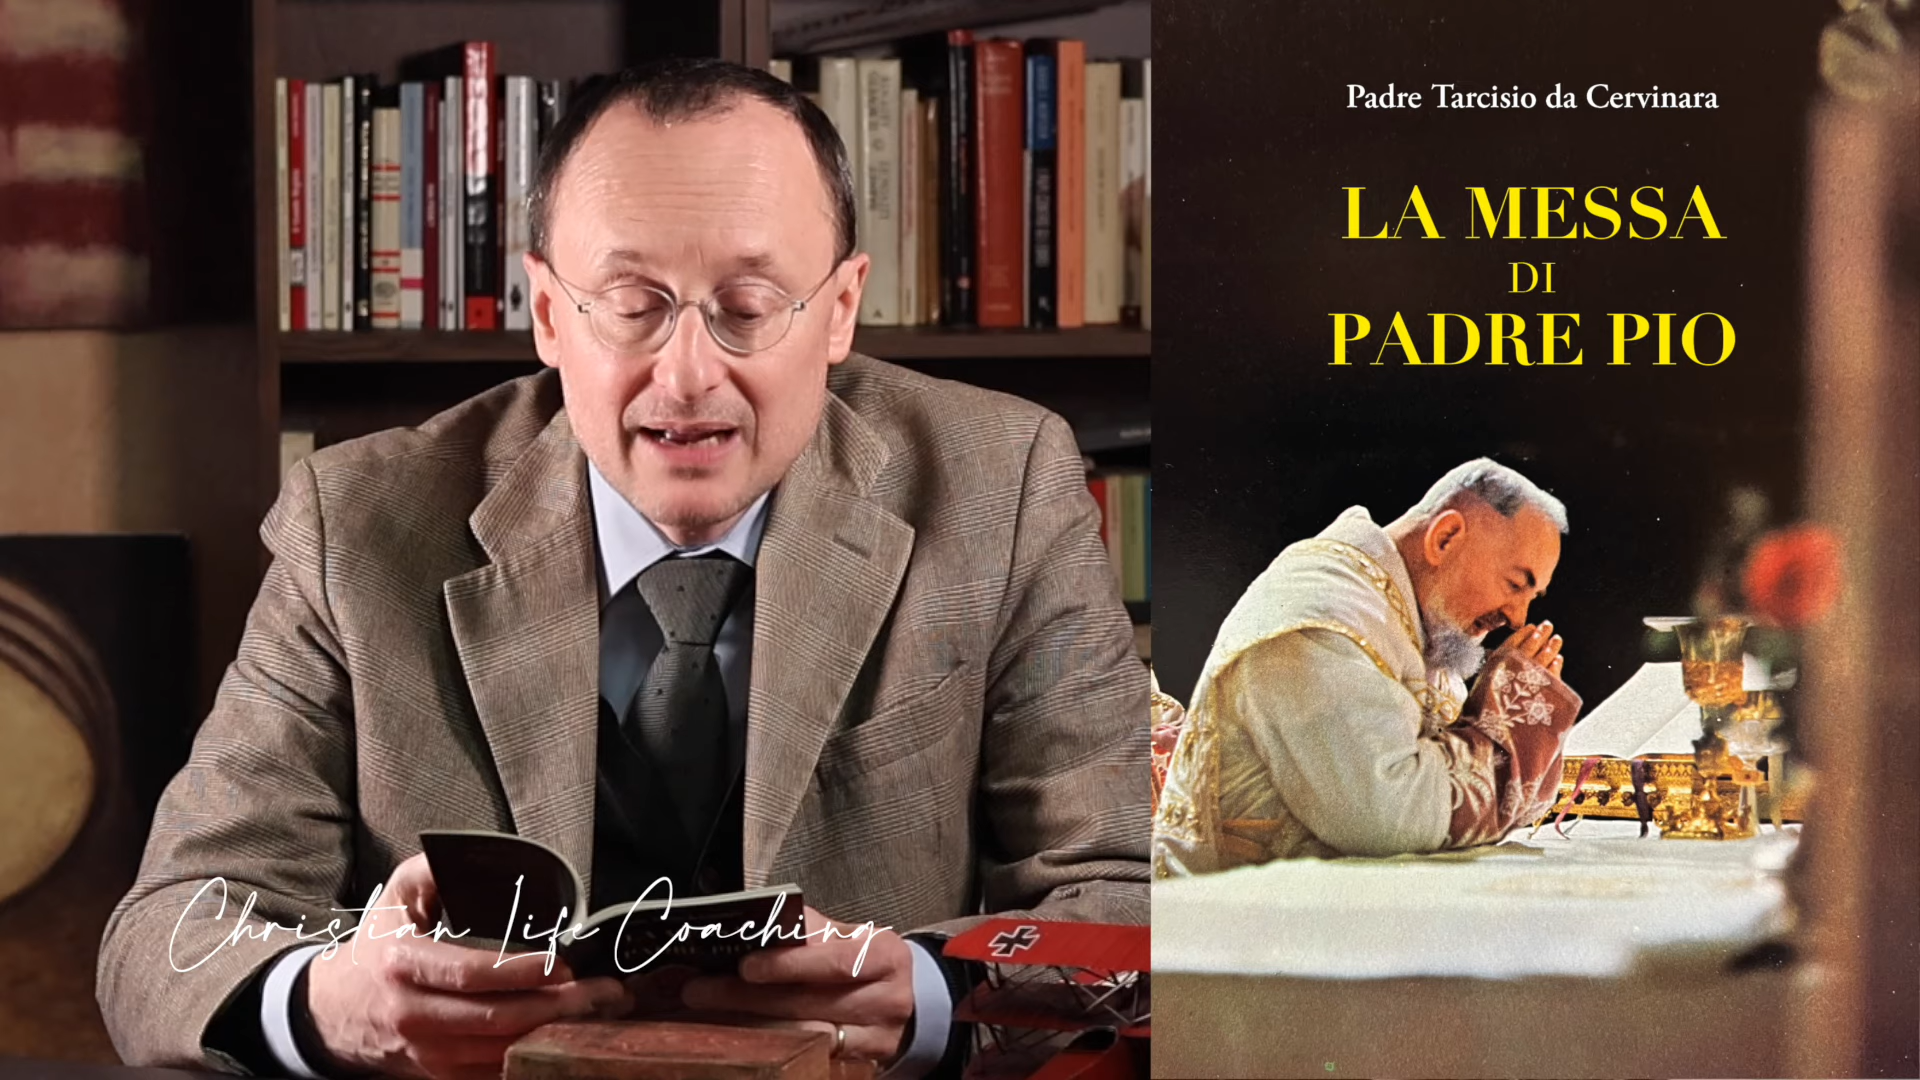 Padre Tarcisio da Cervinara
LA MESSA
DI
PADRE PIO
Christian Life Coaching